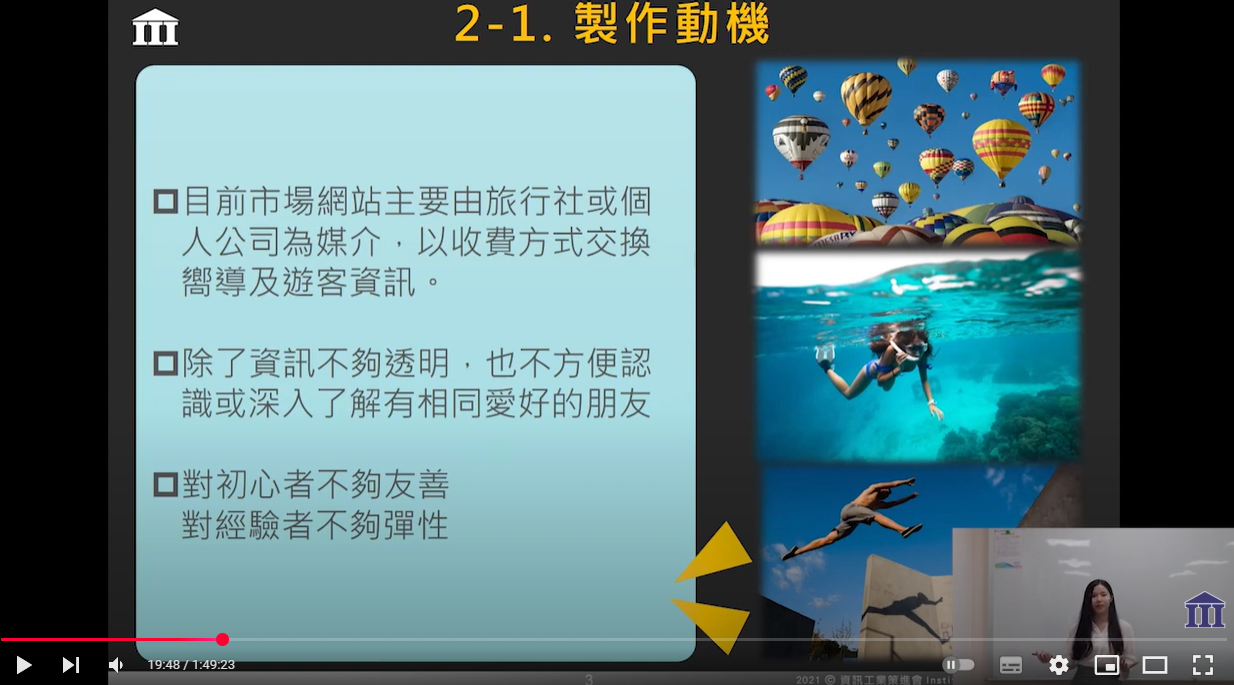 2-1. 製作動機
目前市場網站主要由旅行社或個
人公司為媒介，以收費方式交換
嚮導及遊客資訊。
除了資訊不夠透明，也不方便認
識或深入了解有相同愛好的朋友
對初心者不夠友善
對經驗者不夠彈性
19:48 / 1:49:23
3
2021 © 資訊工業策進會 Insti